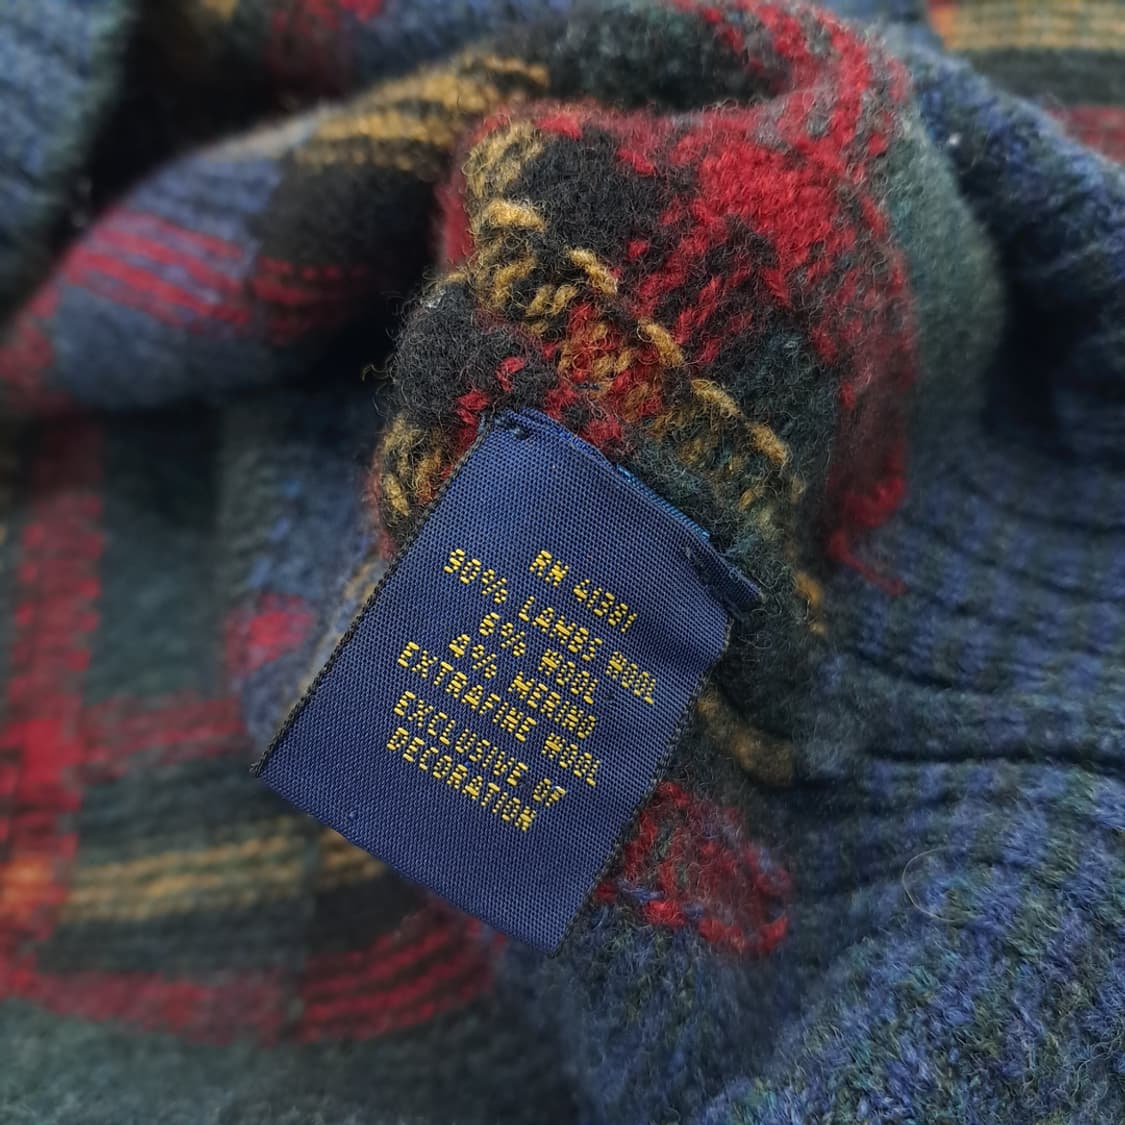 RN 41381
90% LAMBS WOOL
6% WOOL
4% MERINO
EXTRAFINE WOOL
EXCLUSIVE OF
DECORATION